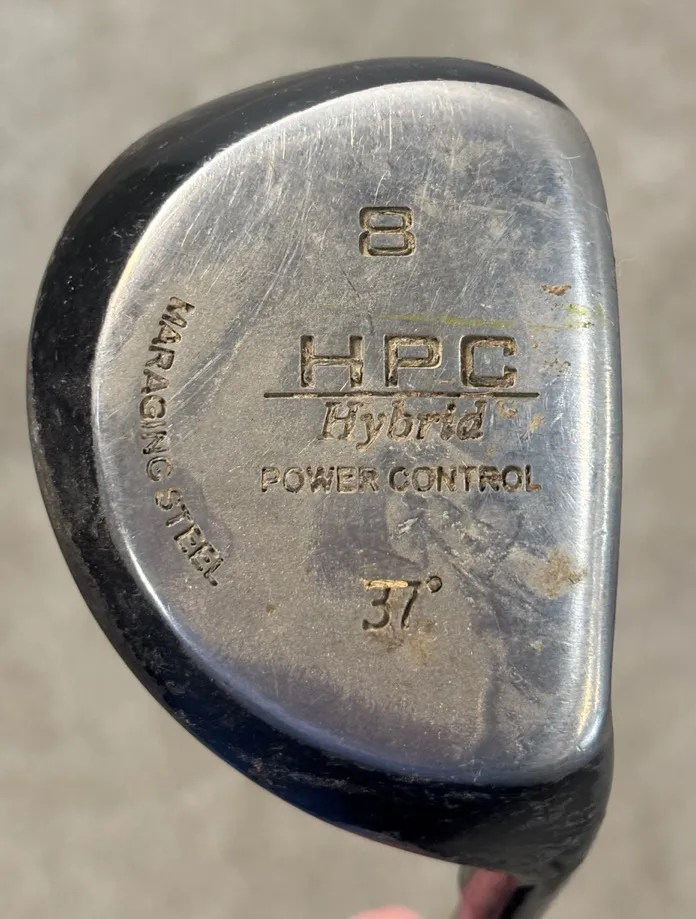 8
HPC
Hybrid
POWER CONTROL
37°
MARAGING STEEL